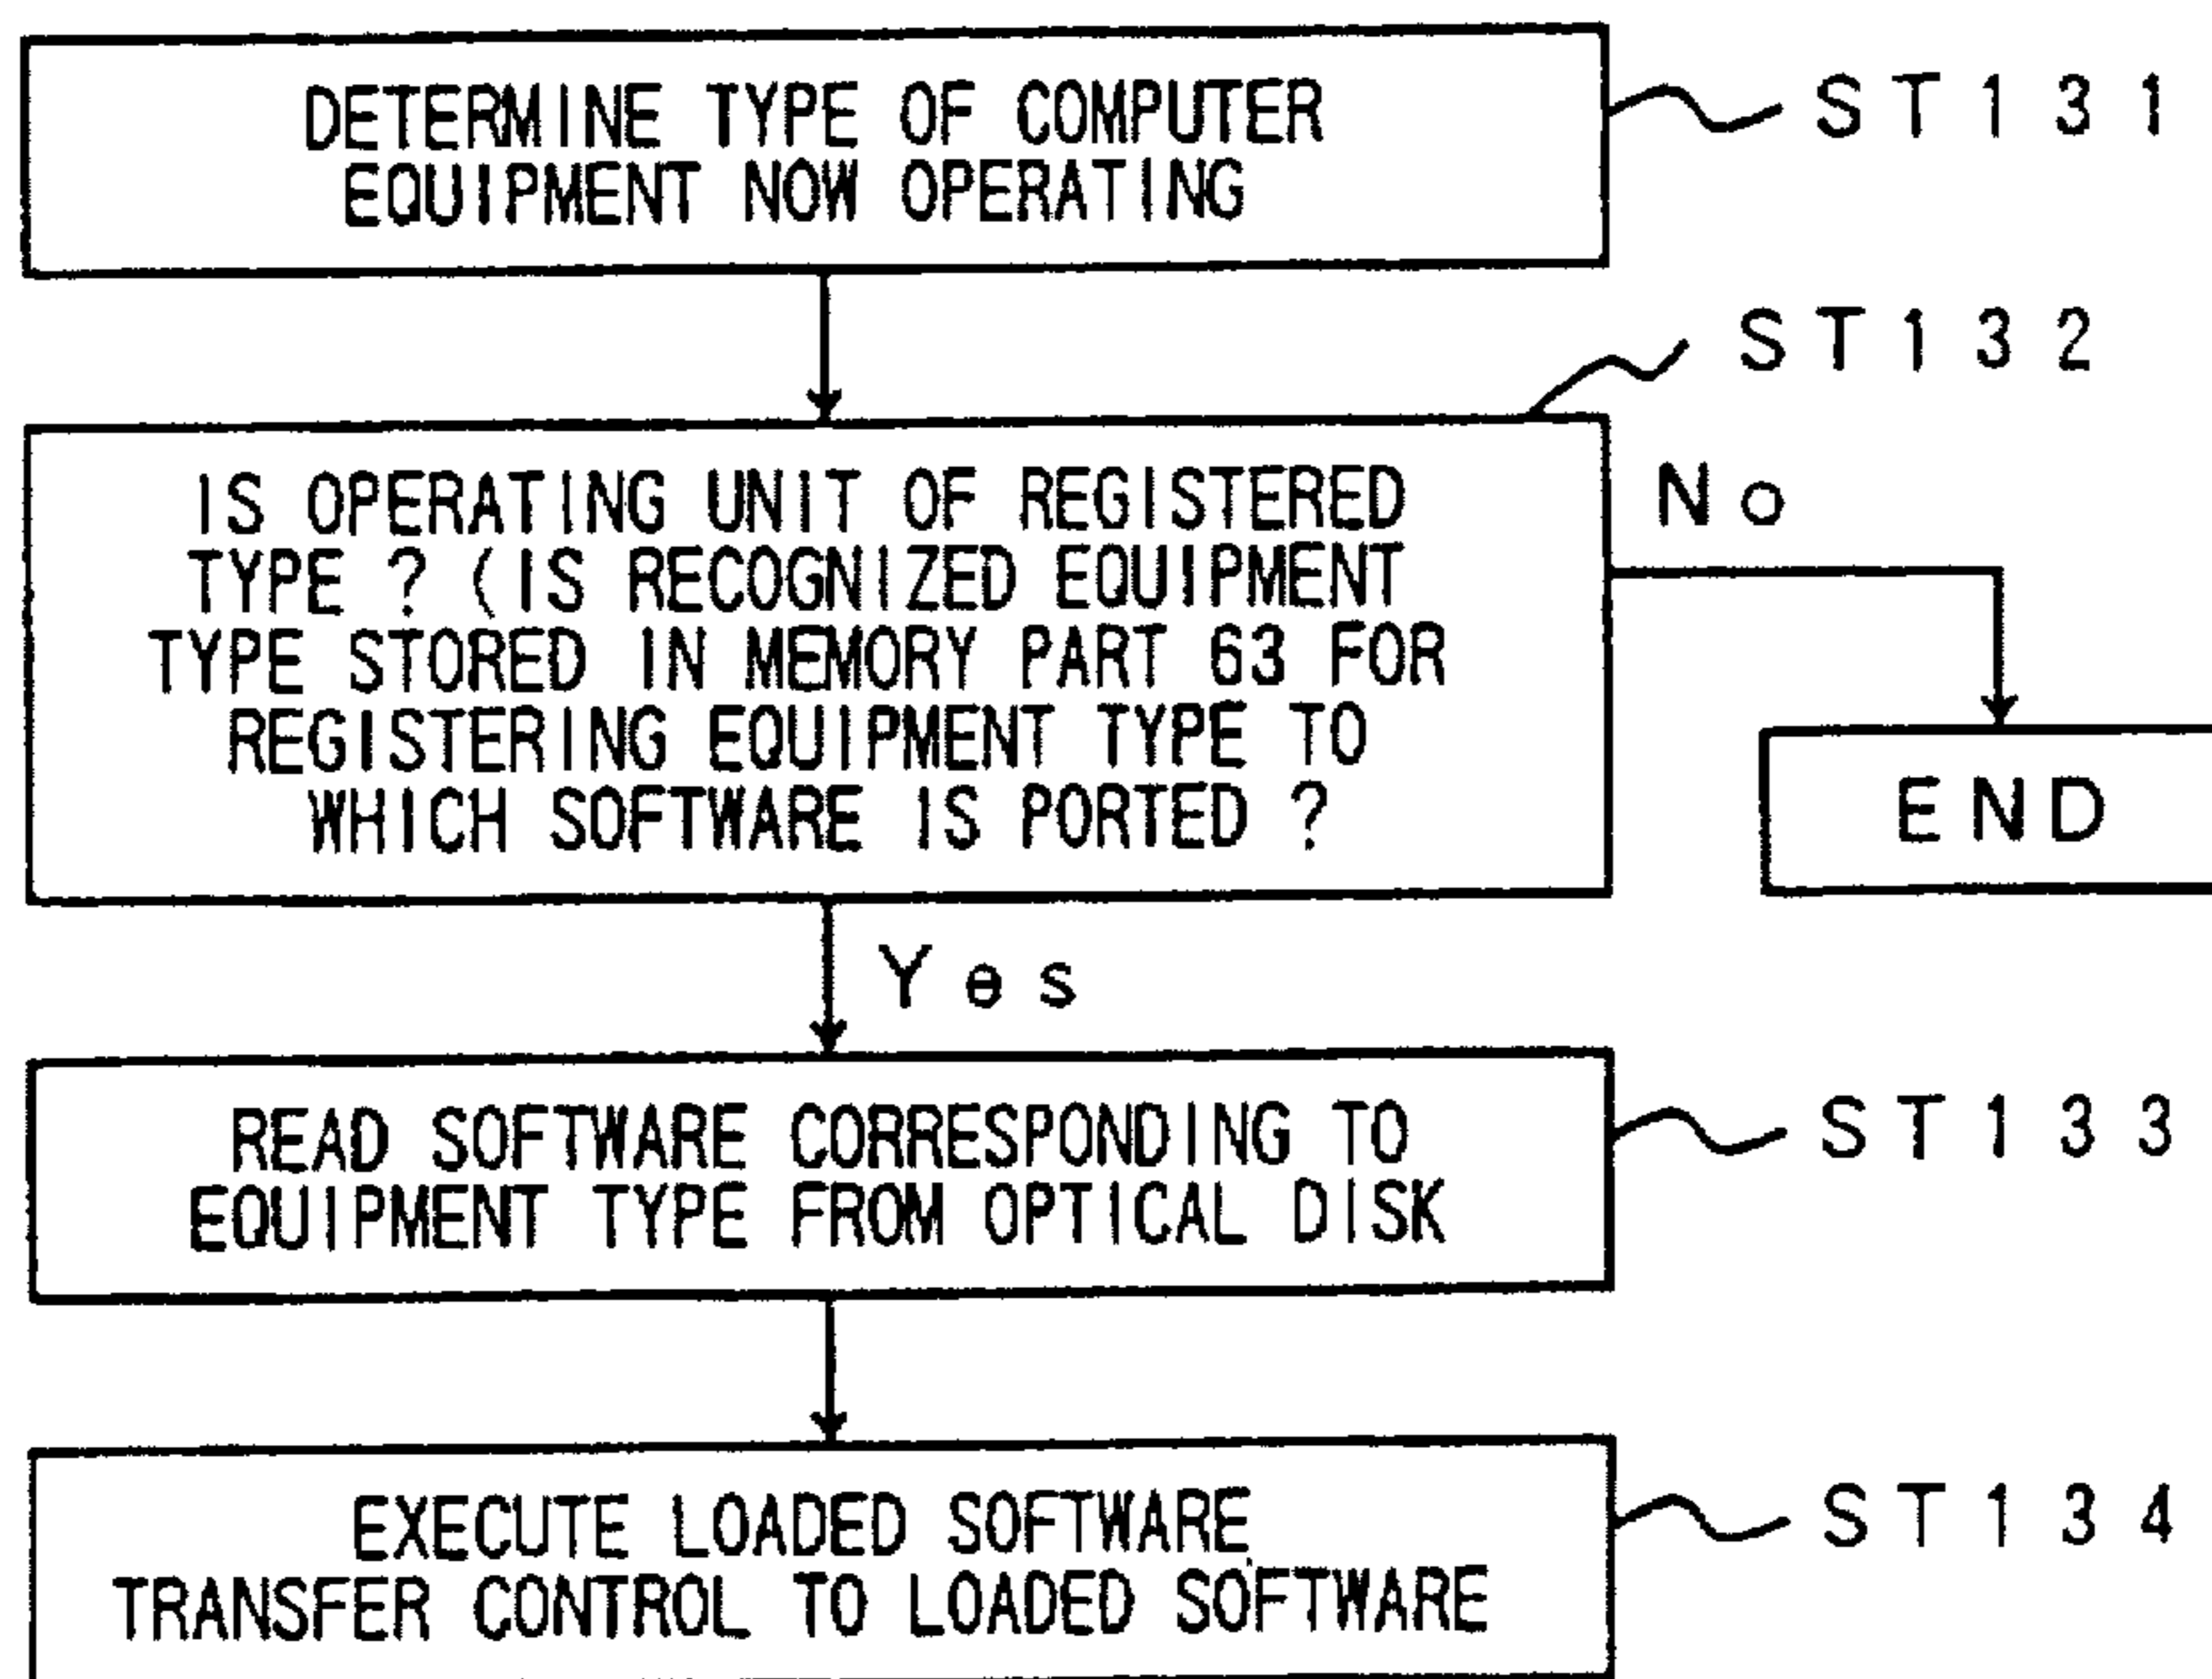 DETERMINE TYPE OF COMPUTER
EQUIPMENT NOW OPERATING
ST131
ST132
IS OPERATING UNIT OF REGISTERED
TYPE ? (IS RECOGNIZED EQUIPMENT
TYPE STORED IN MEMORY PART 63 FOR
REGISTERING EQUIPMENT TYPE TO
WHICH SOFTWARE IS PORTED ?
No
END
Yes
READ SOFTWARE CORRESPONDING TO
EQUIPMENT TYPE FROM OPTICAL DISK
ST133
EXECUTE LOADED SOFTWARE
TRANSFER CONTROL TO LOADED SOFTWARE
ST134